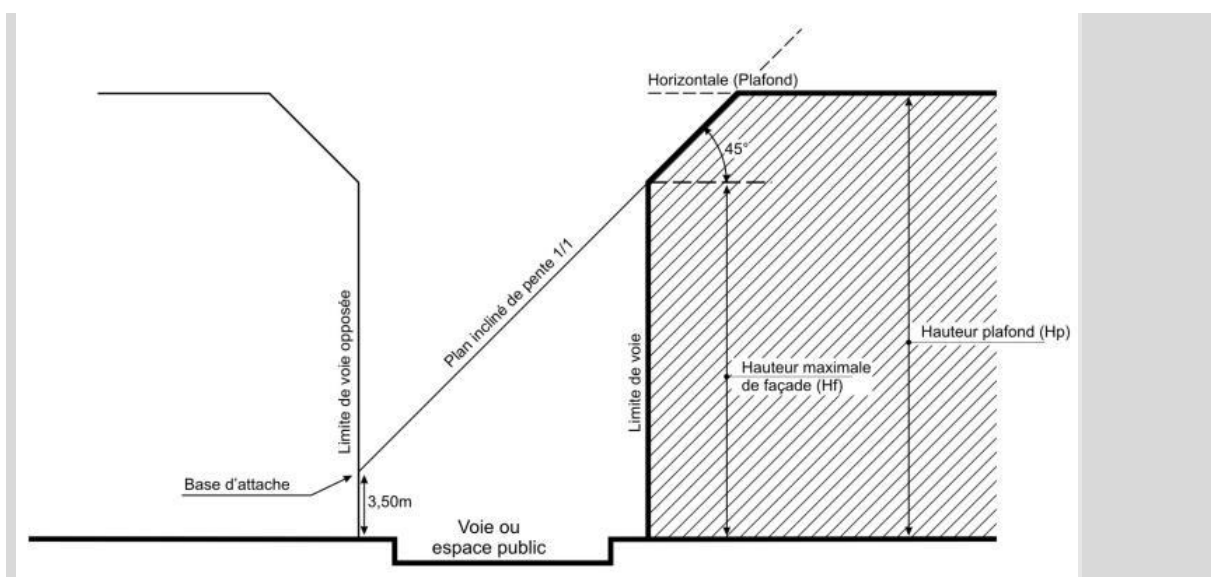 Horizontale (Plafond)
45°
Plan incliné de pente 1/1
Limite de voie opposée
Limite de voie
Hauteur plafond (Hp)
Hauteur maximale
de façade (Hf)
Base d'attache
3,50m
Voie ou
espace public